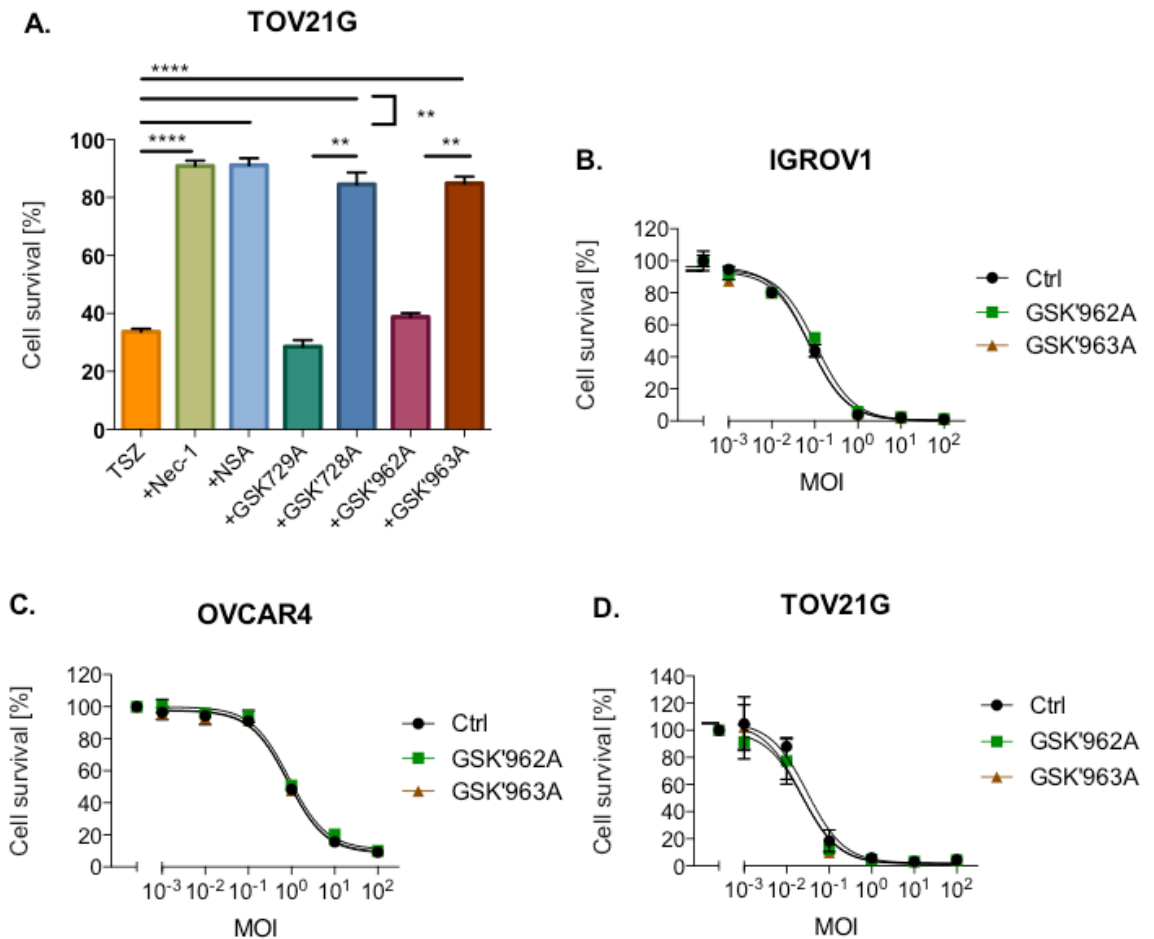 A.
TOV21G
****
**
****
**
**
Cell survival [%]
100
80
60
40
20
0
TSZ
+Nec-1
+NSA
+GSK729A
+GSK'728A
+GSK'962A
+GSK'963A
B.
IGROV1
Cell survival [%]
120
100
80
60
40
20
0
10-3 10-2 10-1 100 101 102
MOI
Ctrl
GSK'962A
GSK'963A
C.
OVCAR4
Cell survival [%]
120
100
80
60
40
20
0
10-3 10-2 10-1 100 101 102
MOI
Ctrl
GSK'962A
GSK'963A
D.
TOV21G
Cell survival [%]
140
120
100
80
60
40
20
0
10-3 10-2 10-1 100 101 102
MOI
Ctrl
GSK'962A
GSK'963A